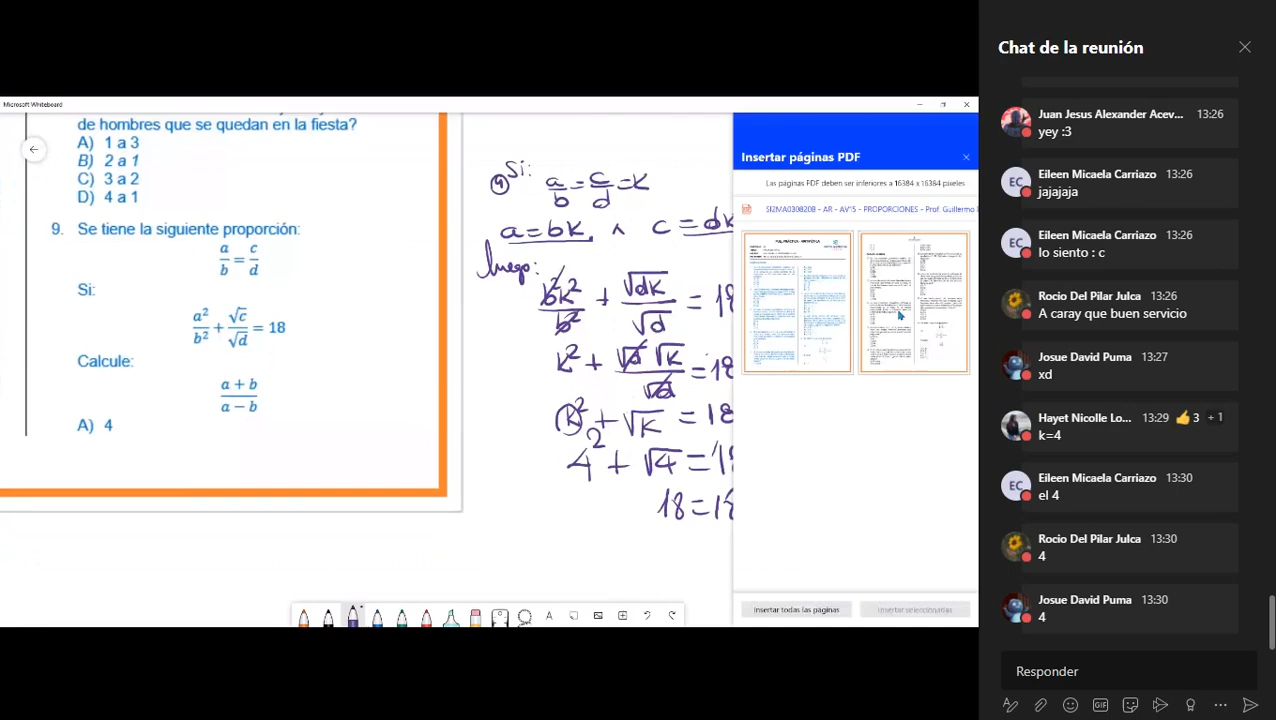 Chat de la reunión
Microsoft Whiteboard
de hombres que se quedan en la fiesta?
A) 1 a 3
B) 2 a 1
C) 3 a 2
D) 4 a 1
9. Se tiene la siguiente proporción:
a/b = c/d
Si:
a²/b² + √c/√d = 18
Calcule:
a + b / a − b
A) 4
9 Si:
a/b = c/d = k
a = bk ∧ c = dk
luego:
b²k²/b² + √dk/√d = 18
k² + √d √k/√d = 18
k² + √k = 18
4² + √4 = 18
18 = 18
Insertar páginas PDF
Las páginas PDF deben ser inferiores a 16384 x 16384 píxeles
SI2MA0308208 - AR - AV15 - PROPORCIONES - Prof. Guillermo
Insertar todas las páginas
Insertar seleccionadas
Juan Jesus Alexander Acev... 13:26
yey :3
Eileen Micaela Carriazo 13:26
jajajaja
Eileen Micaela Carriazo 13:26
lo siento :c
Rocio Del Pilar Julca 13:26
A caray que buen servicio
Josue David Puma 13:27
xd
Hayet Nicolle Lo... 13:29 👍 3 +1
k=4
Eileen Micaela Carriazo 13:30
el 4
Rocio Del Pilar Julca 13:30
4
Josue David Puma 13:30
4
Responder